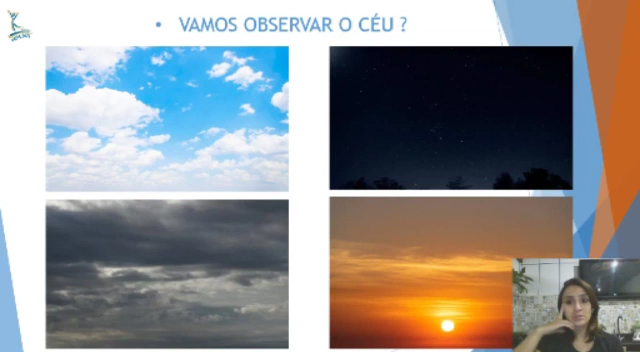 • VAMOS OBSERVAR O CÉU ?